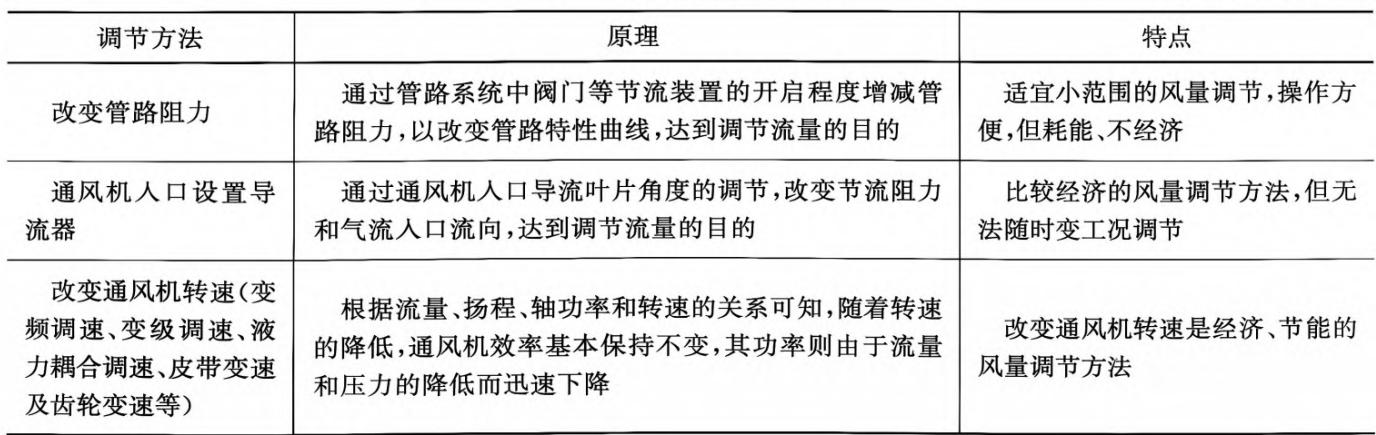 调节方法 原理 特点
改变管路阻力
通过管路系统中阀门等节流装置的开启程度增减管
路阻力,以改变管路特性曲线,达到调节流量的目的
适宜小范围的风量调节,操作方
便,但耗能、不经济
通风机人口设置导
流器
通过通风机人口导流叶片角度的调节,改变节流阻力
和气流人口流向,达到调节流量的目的
比较经济的风量调节方法,但无
法随时变工况调节
改变通风机转速(变
频调速、变级调速、液
力耦合调速、皮带变速
及齿轮变速等)
根据流量、扬程、轴功率和转速的关系可知,随着转速
的降低,通风机效率基本保持不变,其功率则由于流量
和压力的降低而迅速下降
改变通风机转速是经济、节能的
风量调节方法